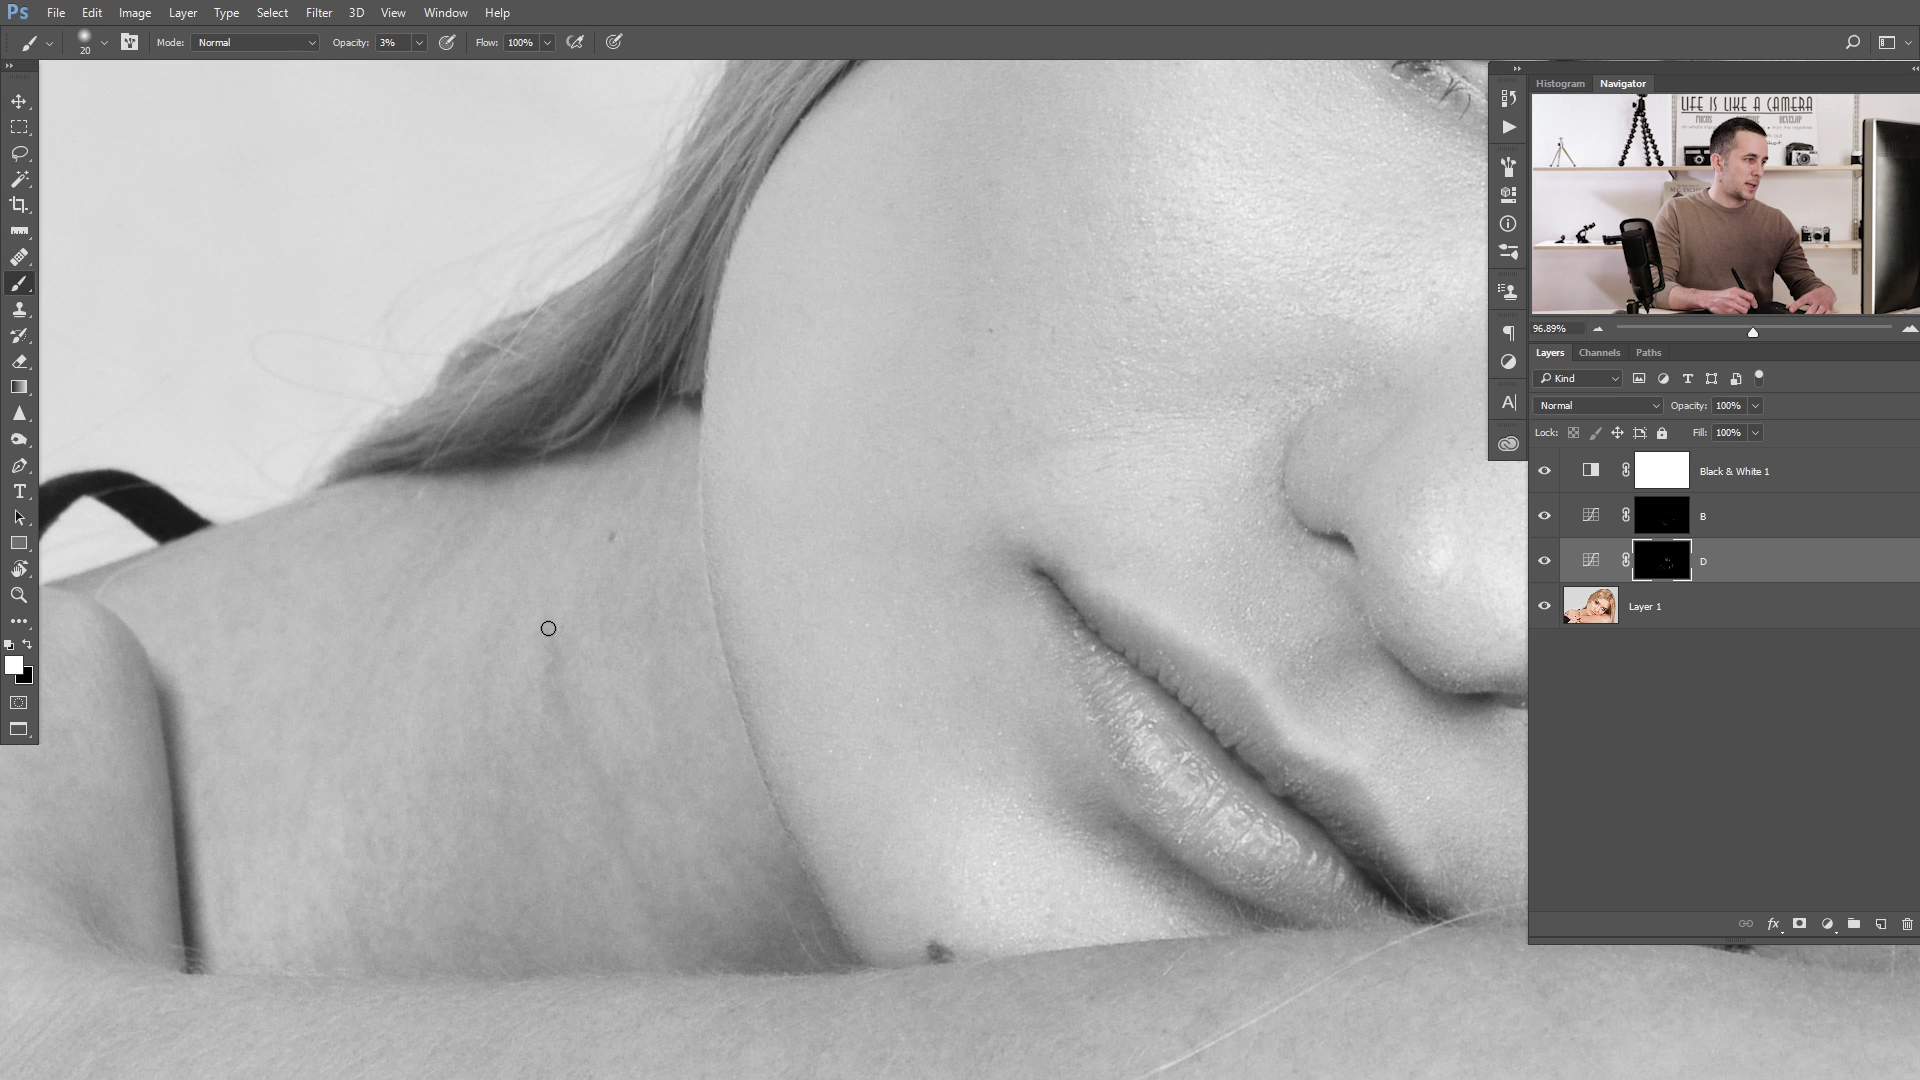 Ps File Edit Image Layer Type Select Filter 3D View Window Help
20 Mode: Normal Opacity: 3% Flow: 100%
Histogram Navigator
LIFE IS LIKE A CAMERA
96.89%
Layers Channels Paths
Kind
Normal Opacity: 100%
Lock: Fill: 100%
Black & White 1
B
D
Layer 1
fx